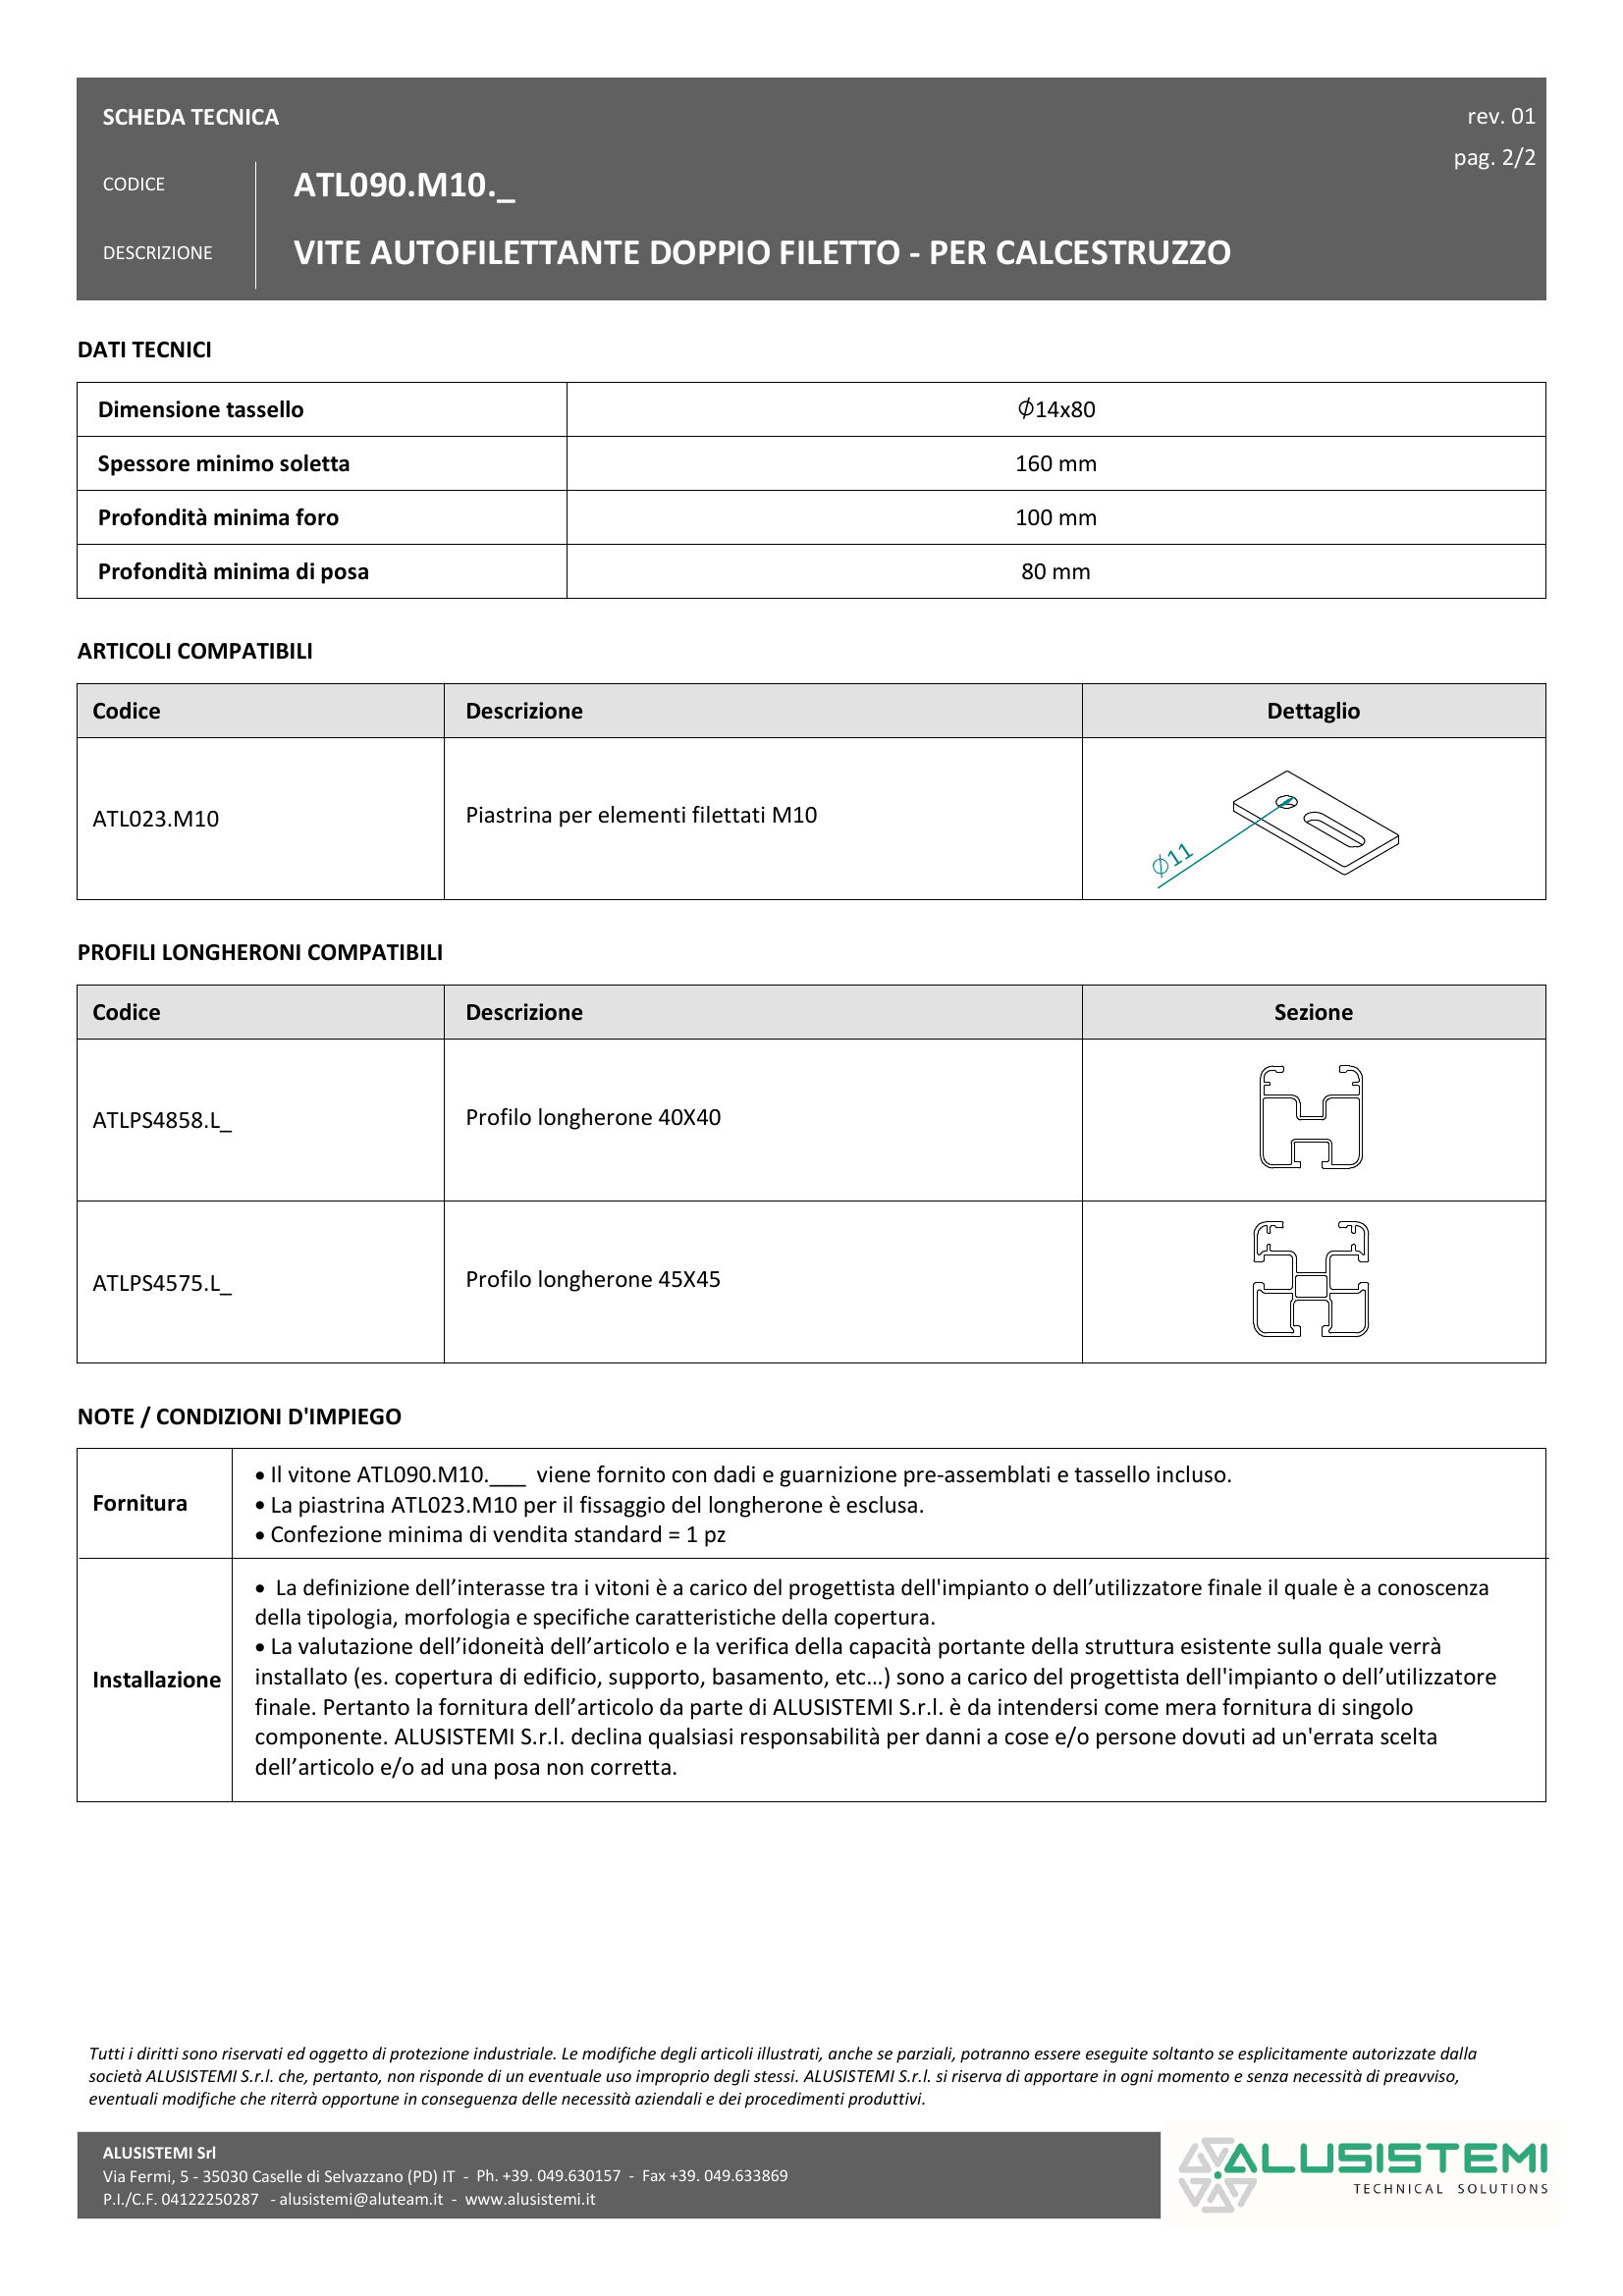 SCHEDA TECNICA
rev. 01
pag. 2/2
CODICE
ATL090.M10._
DESCRIZIONE
VITE AUTOFILETTANTE DOPPIO FILETTO - PER CALCESTRUZZO
DATI TECNICI
Dimensione tassello
∅14x80
Spessore minimo soletta
160 mm
Profondità minima foro
100 mm
Profondità minima di posa
80 mm
ARTICOLI COMPATIBILI
Codice
Descrizione
Dettaglio
ATL023.M10
Piastrina per elementi filettati M10
∅11
PROFILI LONGHERONI COMPATIBILI
Codice
Descrizione
Sezione
ATLPS4858.L_
Profilo longherone 40X40
ATLPS4575.L_
Profilo longherone 45X45
NOTE / CONDIZIONI D'IMPIEGO
Fornitura
• Il vitone ATL090.M10.___ viene fornito con dadi e guarnizione pre-assemblati e tassello incluso.
• La piastrina ATL023.M10 per il fissaggio del longherone è esclusa.
• Confezione minima di vendita standard = 1 pz
Installazione
• La definizione dell’interasse tra i vitoni è a carico del progettista dell'impianto o dell’utilizzatore finale il quale è a conoscenza
della tipologia, morfologia e specifiche caratteristiche della copertura.
• La valutazione dell’idoneità dell’articolo e la verifica della capacità portante della struttura esistente sulla quale verrà
installato (es. copertura di edificio, supporto, basamento, etc…) sono a carico del progettista dell'impianto o dell’utilizzatore
finale. Pertanto la fornitura dell’articolo da parte di ALUSISTEMI S.r.l. è da intendersi come mera fornitura di singolo
componente. ALUSISTEMI S.r.l. declina qualsiasi responsabilità per danni a cose e/o persone dovuti ad un'errata scelta
dell’articolo e/o ad una posa non corretta.
Tutti i diritti sono riservati ed oggetto di protezione industriale. Le modifiche degli articoli illustrati, anche se parziali, potranno essere eseguite soltanto se esplicitamente autorizzate dalla
società ALUSISTEMI S.r.l. che, pertanto, non risponde di un eventuale uso improprio degli stessi. ALUSISTEMI S.r.l. si riserva di apportare in ogni momento e senza necessità di preavviso,
eventuali modifiche che riterrà opportune in conseguenza delle necessità aziendali e dei procedimenti produttivi.
ALUSISTEMI Srl
Via Fermi, 5 - 35030 Caselle di Selvazzano (PD) IT - Ph. +39. 049.630157 - Fax +39. 049.633869
P.I./C.F. 04122250287 - alusistemi@aluteam.it - www.alusistemi.it
ALUSISTEMI
TECHNICAL SOLUTIONS